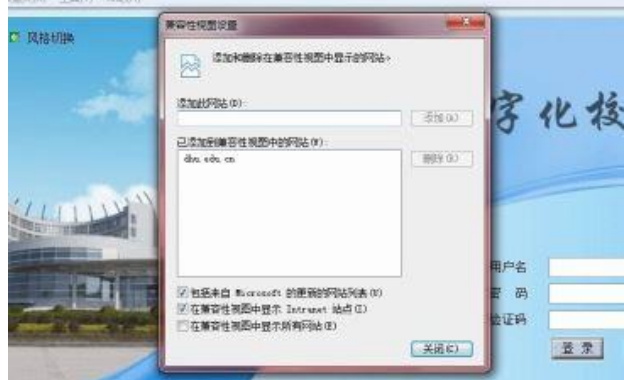 风格切换
兼容性视图设置
添加和删除在兼容性视图中显示的网站。
添加此网站(D):
添加(A)
已添加到兼容性视图中的网站(W):
dhu.edu.cn
删除(R)
包括来自 Microsoft 的更新的网站列表(U)
在兼容性视图中显示 Intranet 站点(I)
在兼容性视图中显示所有网站(E)
关闭(C)
字化校
用户名
密 码
验证码
登 录